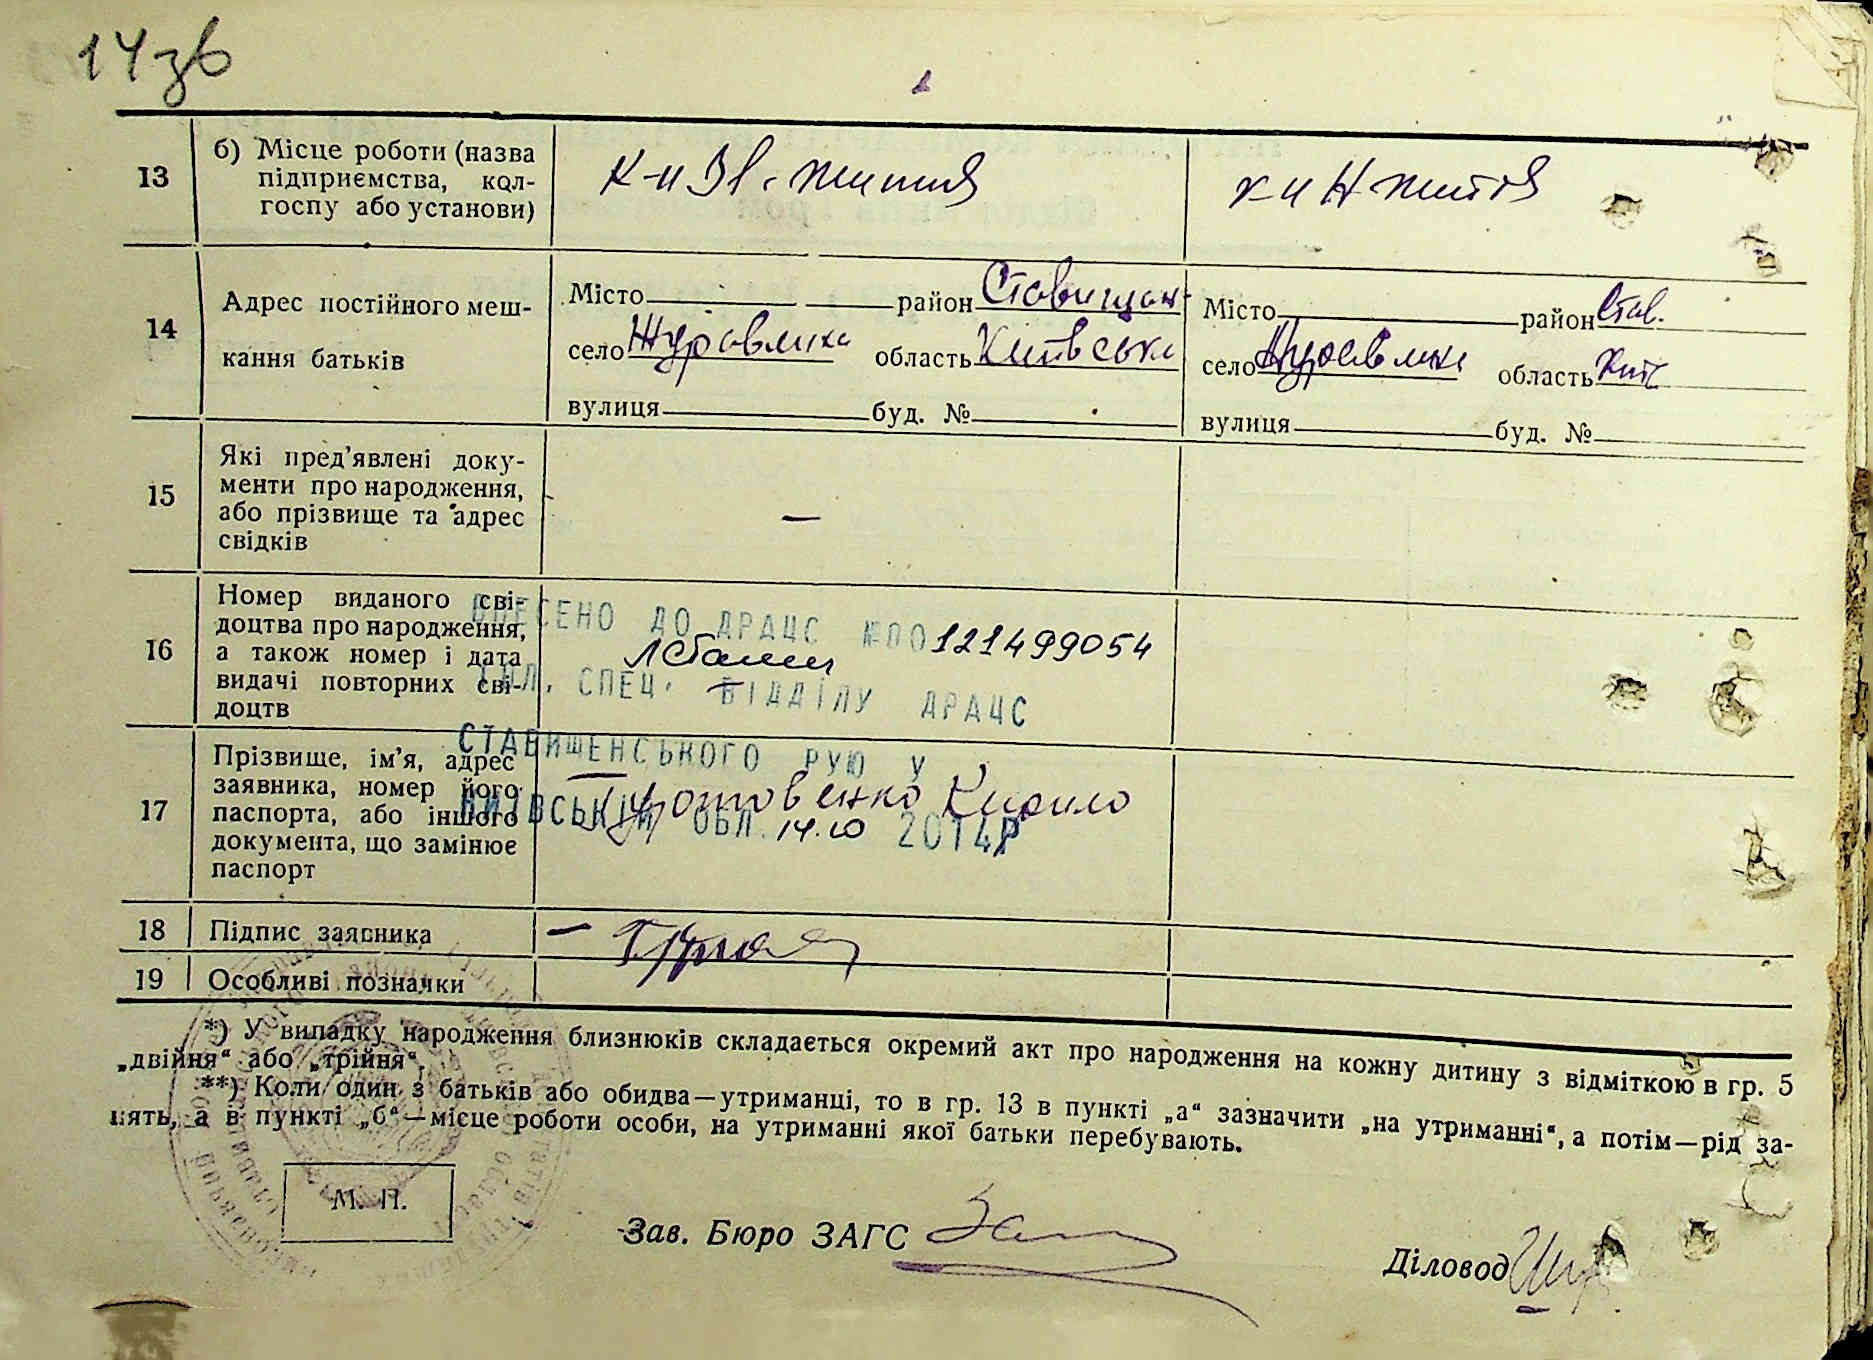 14зв
13
б) Місце роботи (назва
підприємства, кол-
госпу або установи)
життя
к-и Н життя
14
Адрес постійного меш-
кання батьків
Місто район Ставищан-
село Журавлиха область Київська
вулиця буд. №
Місто район Став.
село Журавлиха область Київ
вулиця буд. №
15
Які пред'явлені доку-
менти про народження,
або прізвище та адрес
свідків
—
16
Номер виданого сві-
доцтва про народження,
а також номер і дата
видачі повторних сві-
доцтв
ВНЕСЕНО ДО ДРАЦС №ПО 121499054
СПЕЦ. ВІДДІЛУ ДРАЦС
СТАВИЩЕНСЬКОГО РУЮ У
КИЇВСЬКІЙ ОБЛ. 14.10 2014Р
17
Прізвище, ім'я, адрес
заявника, номер його
паспорта, або іншого
документа, що замінює
паспорт
Кирило
18
Підпис заявника
—
19
Особливі позначки
*) У випадку народження близнюків складається окремий акт про народження на кожну дитину з відміткою в гр. 5
„двійня“ або „трійня“.
**) Коли один з батьків або обидва—утриманці, то в гр. 13 в пункті „а“ зазначити „на утриманні“, а потім—рід за-
нять, а в пункті „б“—місце роботи особи, на утриманні якої батьки перебувають.
М. П.
Зав. Бюро ЗАГС
Діловод